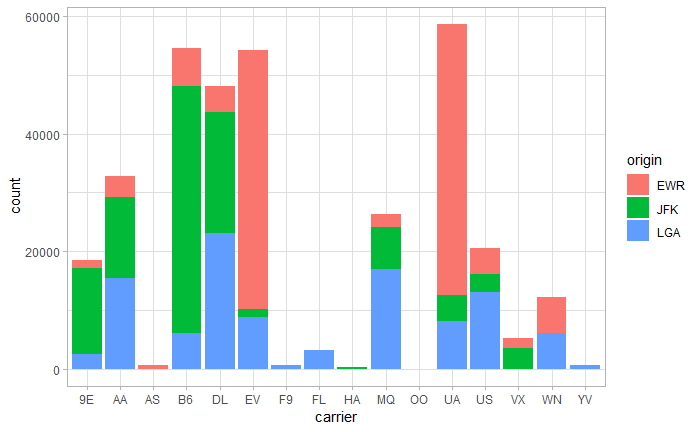 60000
40000
20000
0
count
9E AA AS B6 DL EV F9 FL HA MQ OO UA US VX WN YV
carrier
origin
EWR
JFK
LGA